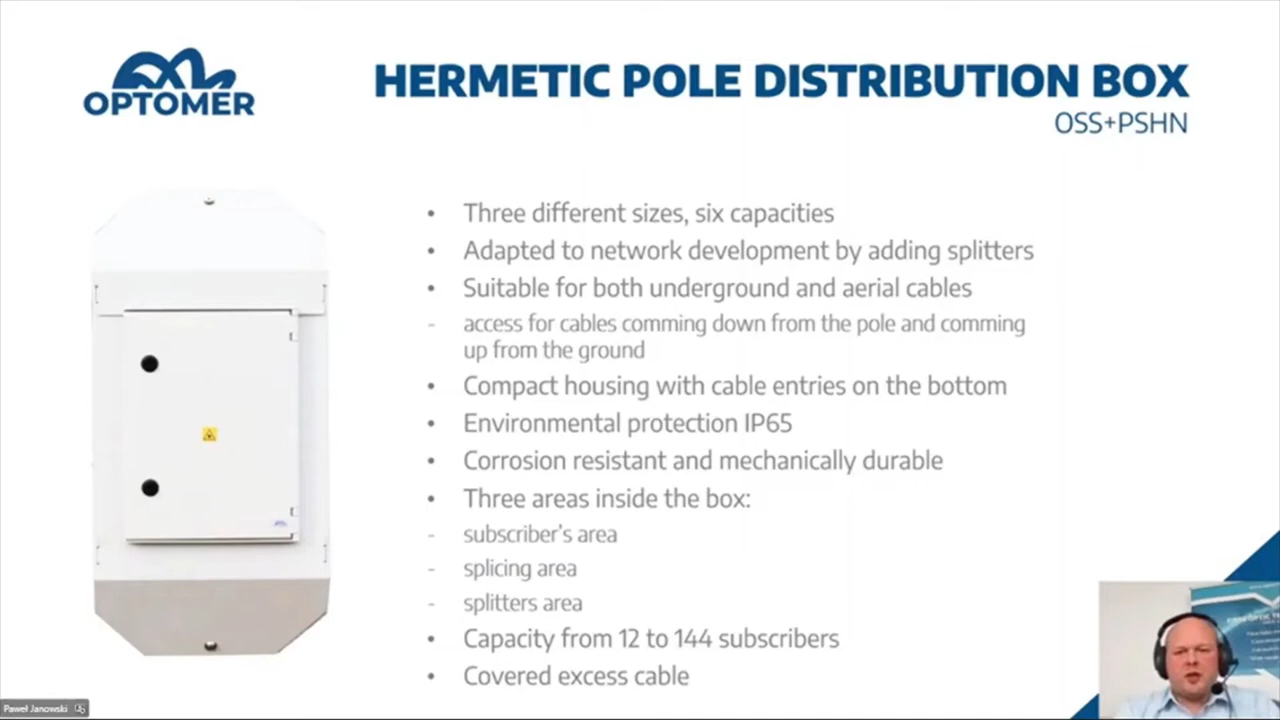 OPTOMER
HERMETIC POLE DISTRIBUTION BOX
OSS+PSHN
• Three different sizes, six capacities
• Adapted to network development by adding splitters
• Suitable for both underground and aerial cables
- access for cables comming down from the pole and comming
up from the ground
• Compact housing with cable entries on the bottom
• Environmental protection IP65
• Corrosion resistant and mechanically durable
• Three areas inside the box:
- subscriber's area
- splicing area
- splitters area
• Capacity from 12 to 144 subscribers
• Covered excess cable
Paweł Janowski